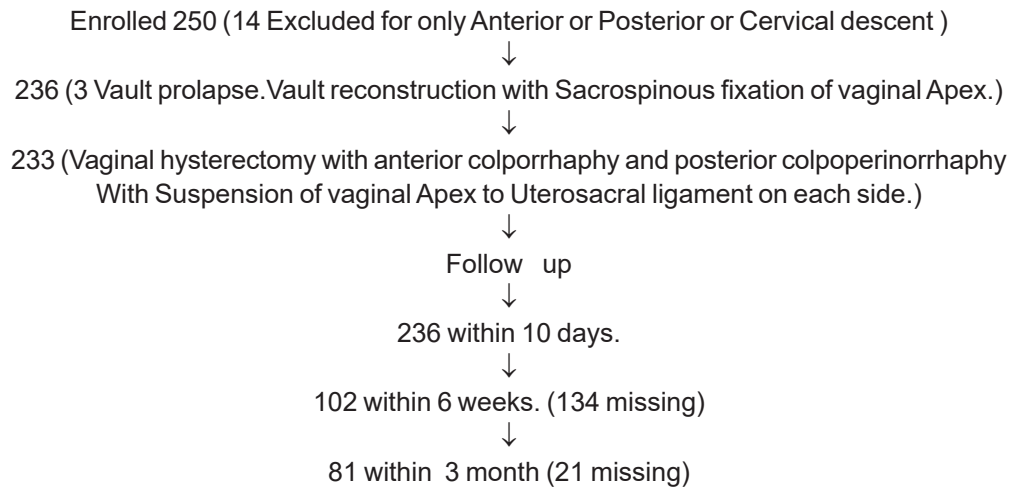 Enrolled 250 (14 Excluded for only Anterior or Posterior or Cervical descent )
↓
236 (3 Vault prolapse.Vault reconstruction with Sacrospinous fixation of vaginal Apex.)
↓
233 (Vaginal hysterectomy with anterior colporrhaphy and posterior colpoperinorrhaphy
With Suspension of vaginal Apex to Uterosacral ligament on each side.)
↓
Follow up
↓
236 within 10 days.
↓
102 within 6 weeks. (134 missing)
↓
81 within 3 month (21 missing)